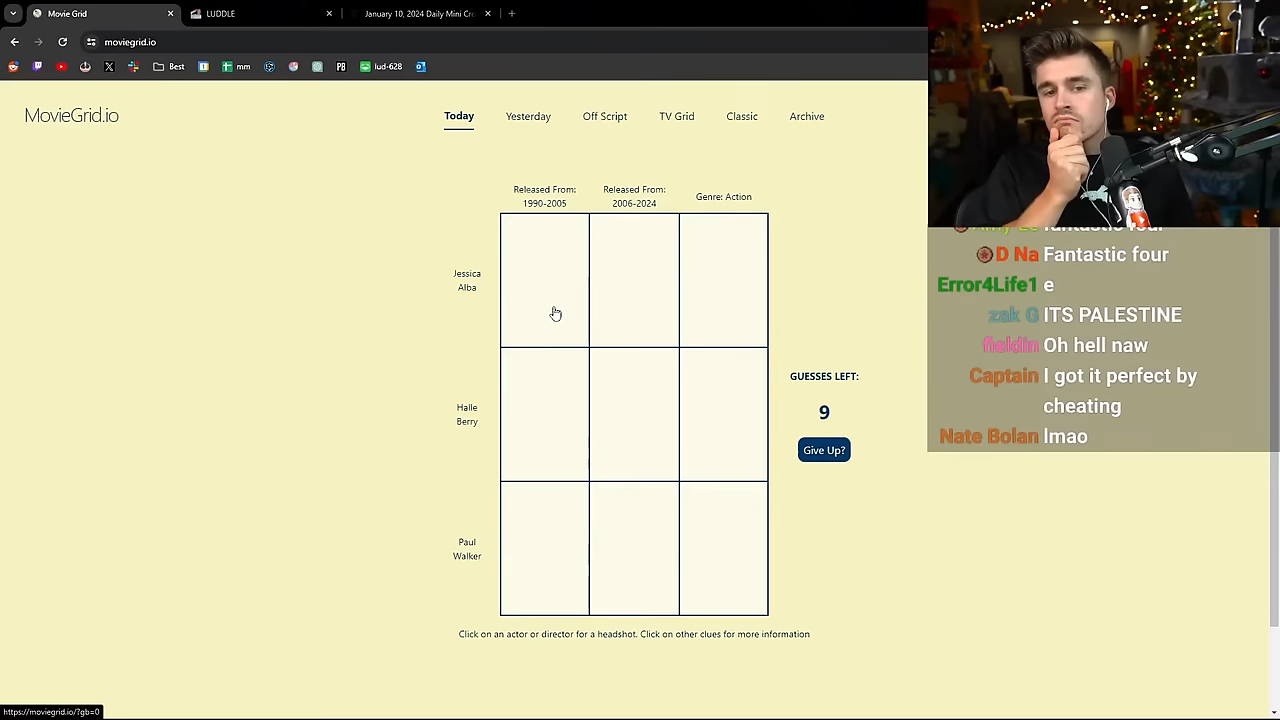 Movie Grid
LUDDLE
January 10, 2024 Daily Mini Cr
moviegrid.io
Best
mm
iud-628
MovieGrid.io
Today
Yesterday
Off Script
TV Grid
Classic
Archive
Released From:
1990-2005
Released From:
2006-2024
Genre: Action
Jessica
Alba
Halle
Berry
Paul
Walker
GUESSES LEFT:
9
Give Up?
Click on an actor or director for a headshot. Click on other clues for more information
https://moviegrid.io/?gb=0
fantastic four
D Na Fantastic four
Error4Life1 e
zak G ITS PALESTINE
fieldin Oh hell naw
Captain I got it perfect by
cheating
Nate Bolan lmao